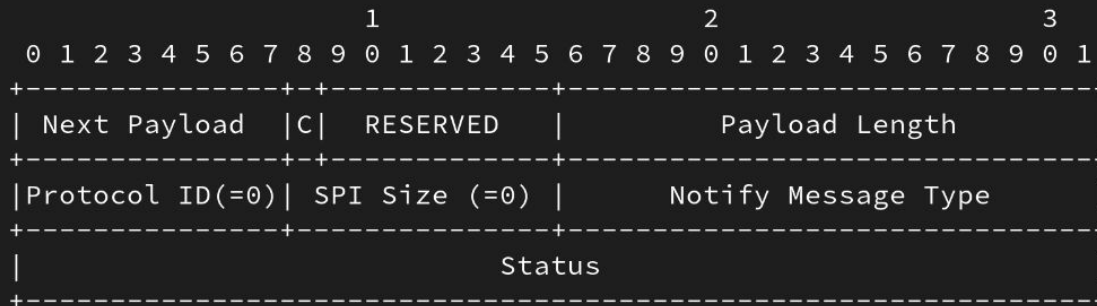 1                   2                   3
 0 1 2 3 4 5 6 7 8 9 0 1 2 3 4 5 6 7 8 9 0 1 2 3 4 5 6 7 8 9 0 1
+---------------+-+-------------+-------------------------------
| Next Payload  |C|  RESERVED   |         Payload Length
+---------------+-+-------------+-------------------------------
|Protocol ID(=0)| SPI Size (=0) |      Notify Message Type
+---------------+---------------+-------------------------------
|                            Status
+---------------------------------------------------------------